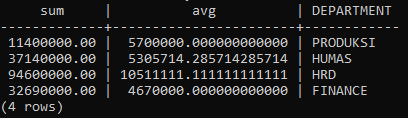 sum | avg | DEPARTMENT
-------------+----------------------+------------
11400000.00 | 5700000.000000000000 | PRODUKSI
37140000.00 | 5305714.285714285714 | HUMAS
94600000.00 | 10511111.111111111111 | HRD
32690000.00 | 4670000.000000000000 | FINANCE
(4 rows)